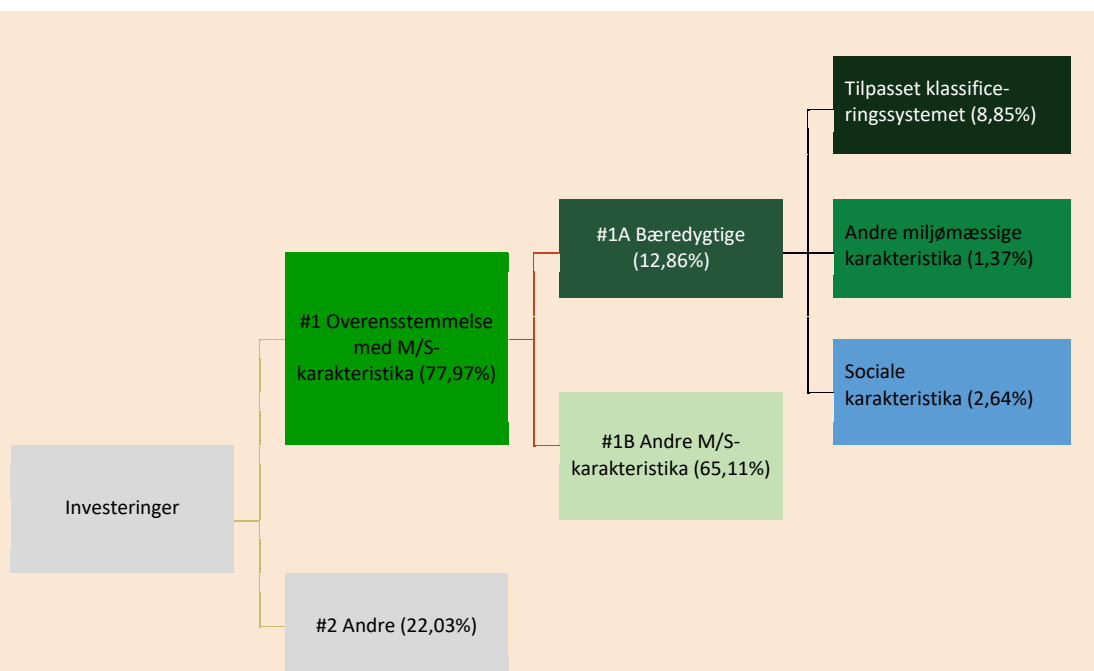 Investeringer
#1 Overensstemmelse
med M/S-
karakteristika (77,97%)
#2 Andre (22,03%)
#1A Bæredygtige
(12,86%)
#1B Andre M/S-
karakteristika (65,11%)
Tilpasset klassifice-
ringssystemet (8,85%)
Andre miljømæssige
karakteristika (1,37%)
Sociale
karakteristika (2,64%)